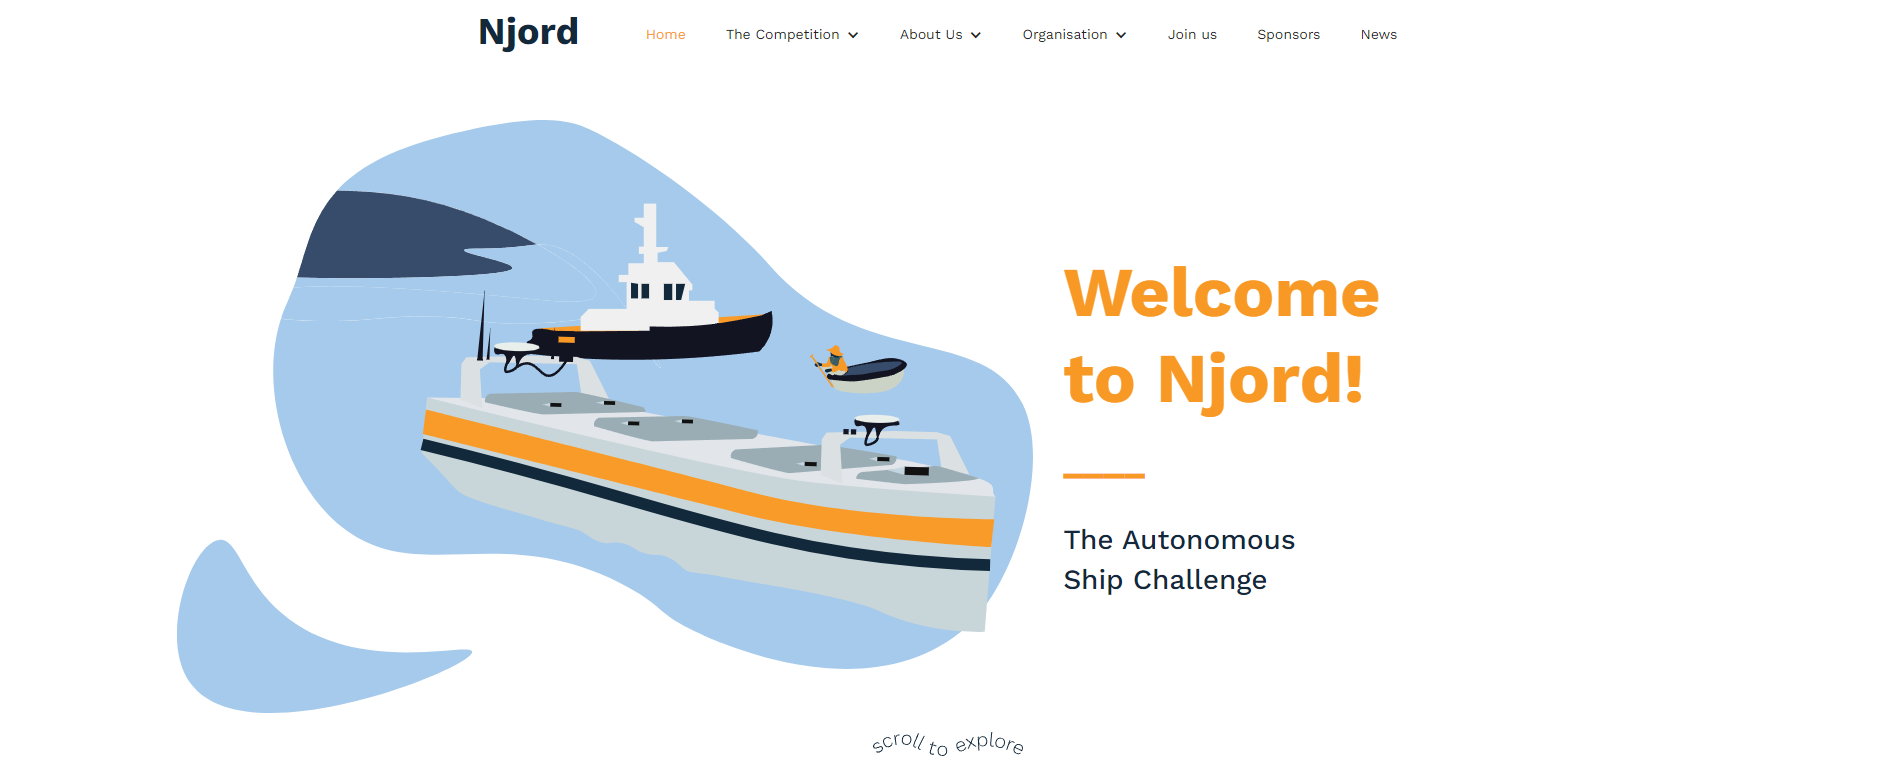 Njord
Home The Competition About Us Organisation Join us Sponsors News
Welcome
to Njord!
The Autonomous
Ship Challenge
scroll to explore